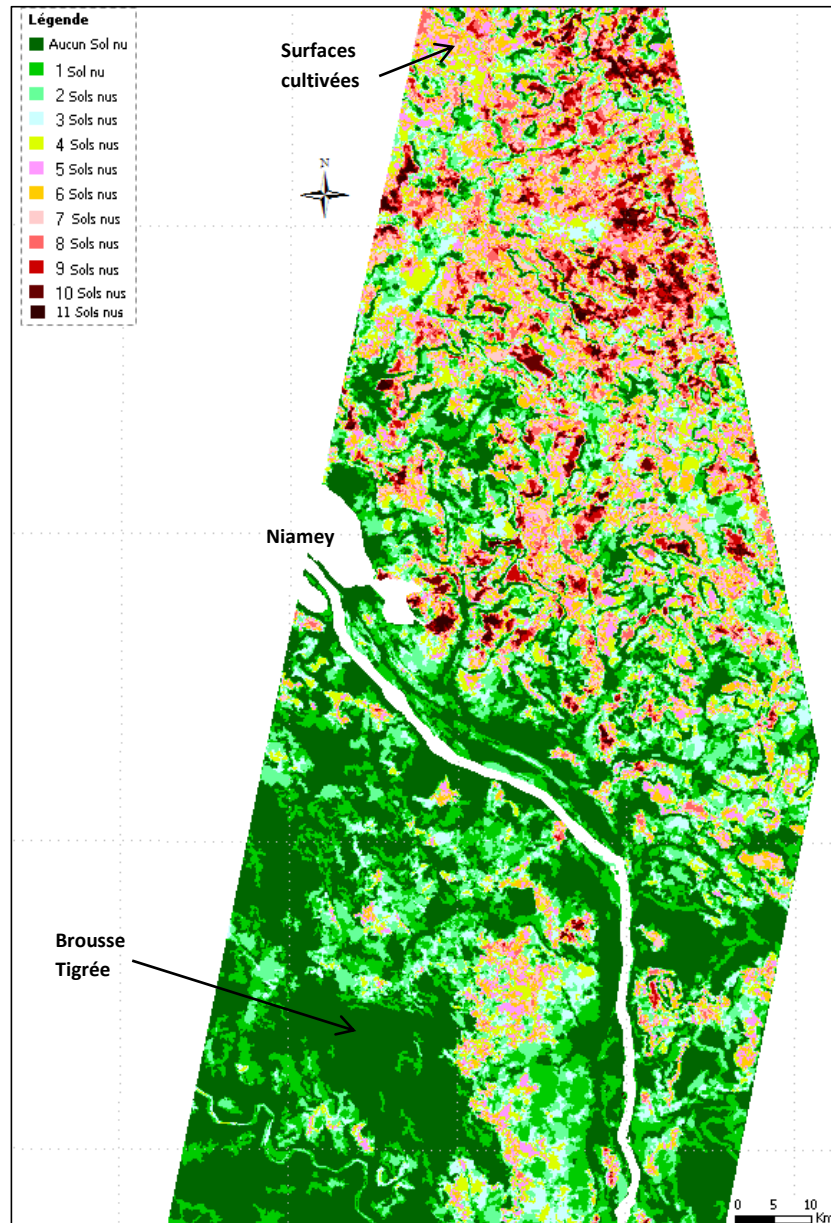 Légende
Aucun Sol nu
1 Sol nu
2 Sols nus
3 Sols nus
4 Sols nus
5 Sols nus
6 Sols nus
7 Sols nus
8 Sols nus
9 Sols nus
10 Sols nus
11 Sols nus
Surfaces
cultivées
N
Niamey
Brousse
Tigrée
0 5 10
Km